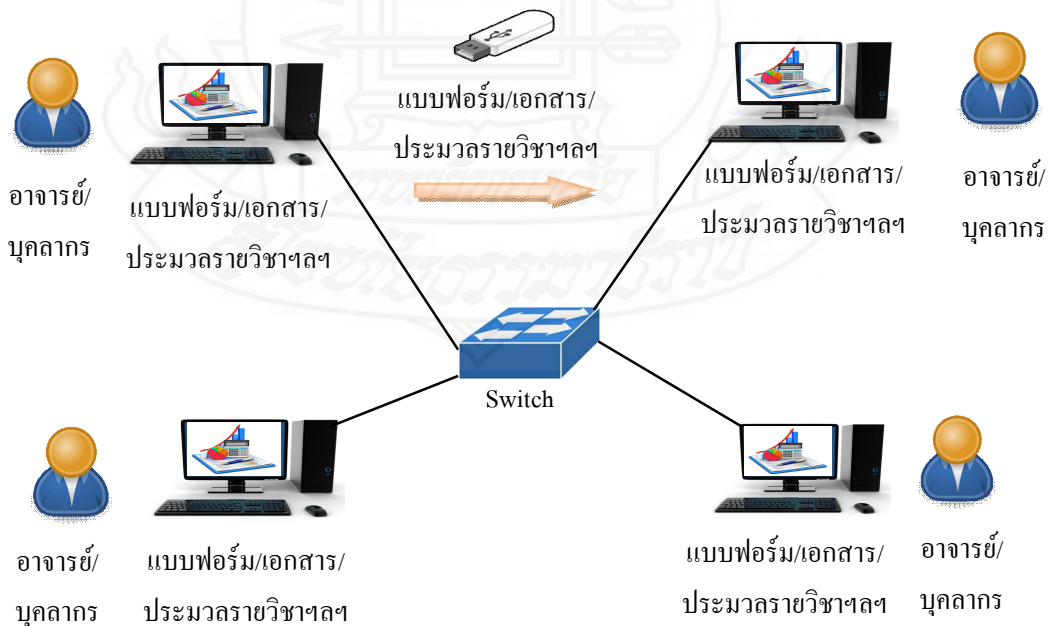 แบบฟอร์ม/เอกสาร/
ประมวลรายวิชาฯลฯ
อาจารย์/
บุคลากร
แบบฟอร์ม/เอกสาร/
ประมวลรายวิชาฯลฯ
แบบฟอร์ม/เอกสาร/
ประมวลรายวิชาฯลฯ
อาจารย์/
บุคลากร
Switch
อาจารย์/
บุคลากร
แบบฟอร์ม/เอกสาร/
ประมวลรายวิชาฯลฯ
แบบฟอร์ม/เอกสาร/
ประมวลรายวิชาฯลฯ
อาจารย์/
บุคลากร